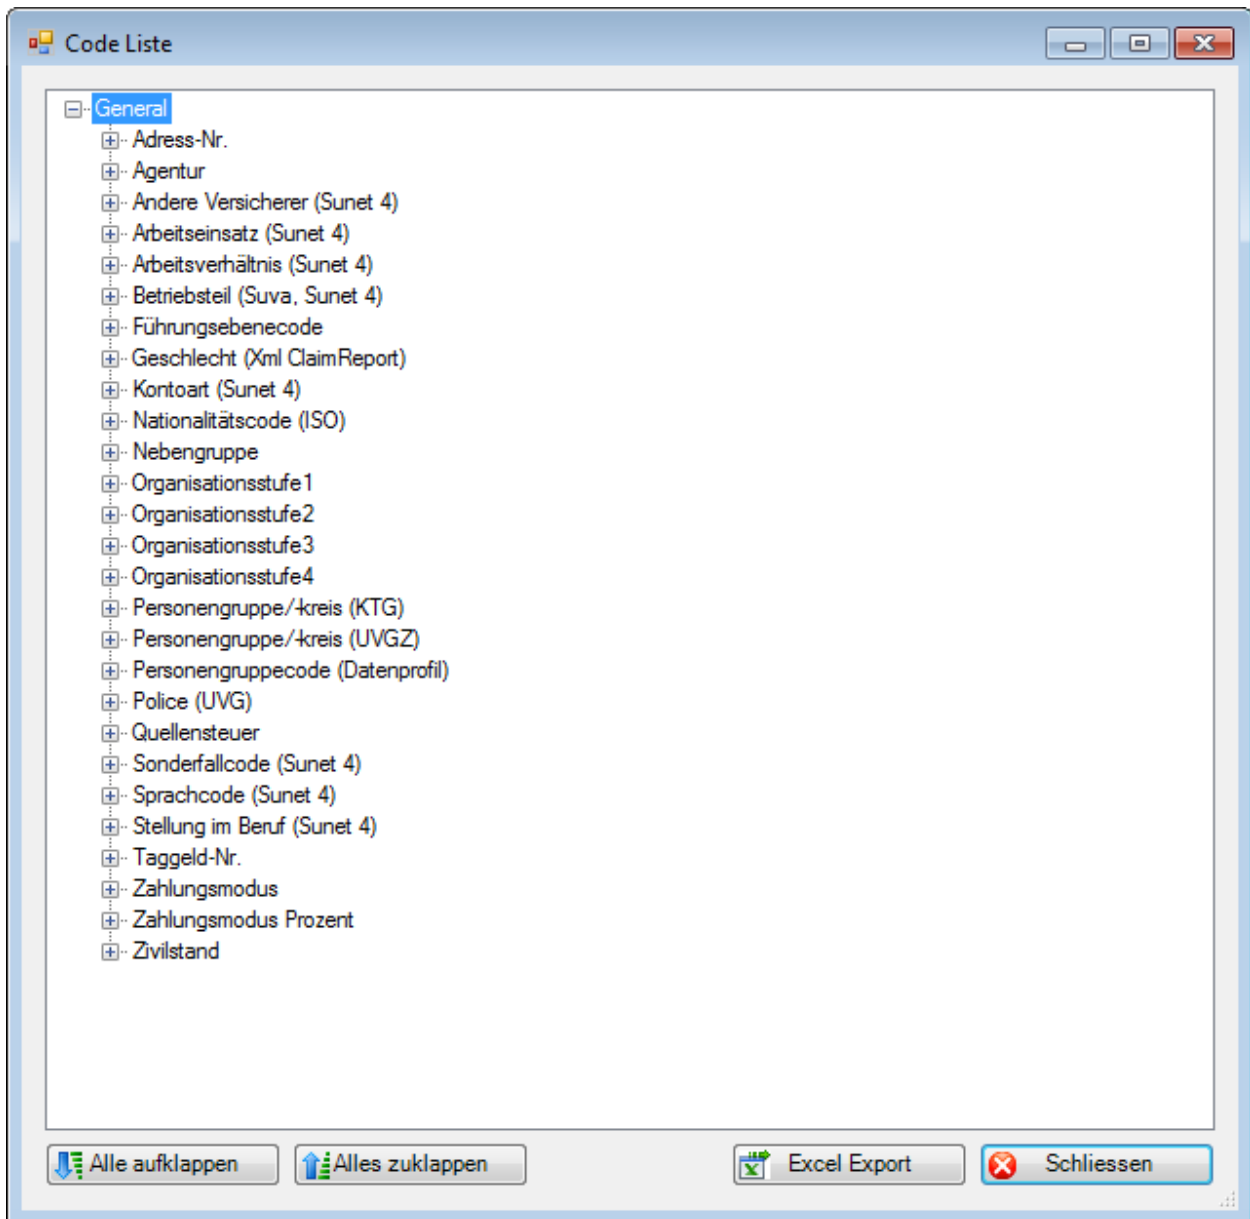 Code Liste
General
Adress-Nr.
Agentur
Andere Versicherer (Sunet 4)
Arbeitseinsatz (Sunet 4)
Arbeitsverhältnis (Sunet 4)
Betriebsteil (Suva, Sunet 4)
Führungsebenecode
Geschlecht (Xml ClaimReport)
Kontoart (Sunet 4)
Nationalitätscode (ISO)
Nebengruppe
Organisationsstufe1
Organisationsstufe2
Organisationsstufe3
Organisationsstufe4
Personengruppe/-kreis (KTG)
Personengruppe/-kreis (UVGZ)
Personengruppecode (Datenprofil)
Police (UVG)
Quellensteuer
Sonderfallcode (Sunet 4)
Sprachcode (Sunet 4)
Stellung im Beruf (Sunet 4)
Taggeld-Nr.
Zahlungsmodus
Zahlungsmodus Prozent
Zivilstand
Alle aufklappen Alles zuklappen Excel Export Schliessen